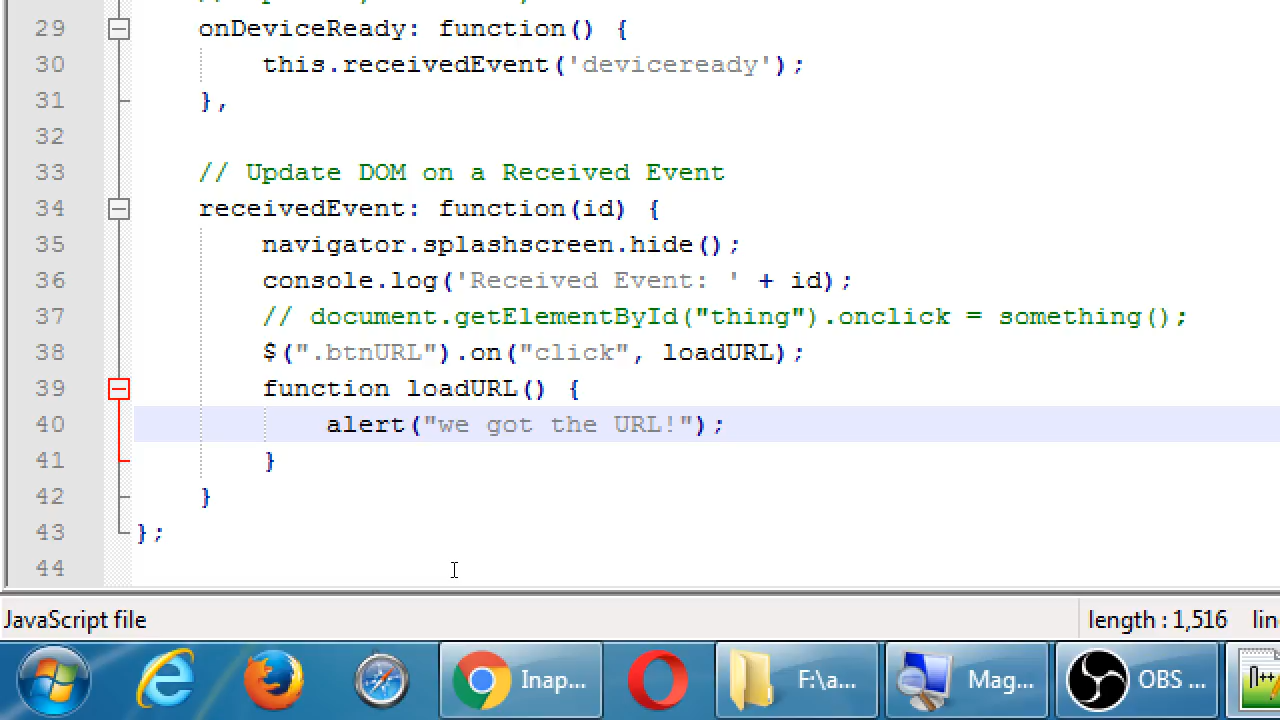 29 onDeviceReady: function() {
30 this.receivedEvent('deviceready');
31 },
32
33 // Update DOM on a Received Event
34 receivedEvent: function(id) {
35 navigator.splashscreen.hide();
36 console.log('Received Event: ' + id);
37 // document.getElementById("thing").onclick = something();
38 $(".btnURL").on("click", loadURL);
39 function loadURL() {
40 alert("we got the URL!");
41 }
42 }
43 };
44
JavaScript file length : 1,516 lin
Inap... F:\a... Mag... OBS ...